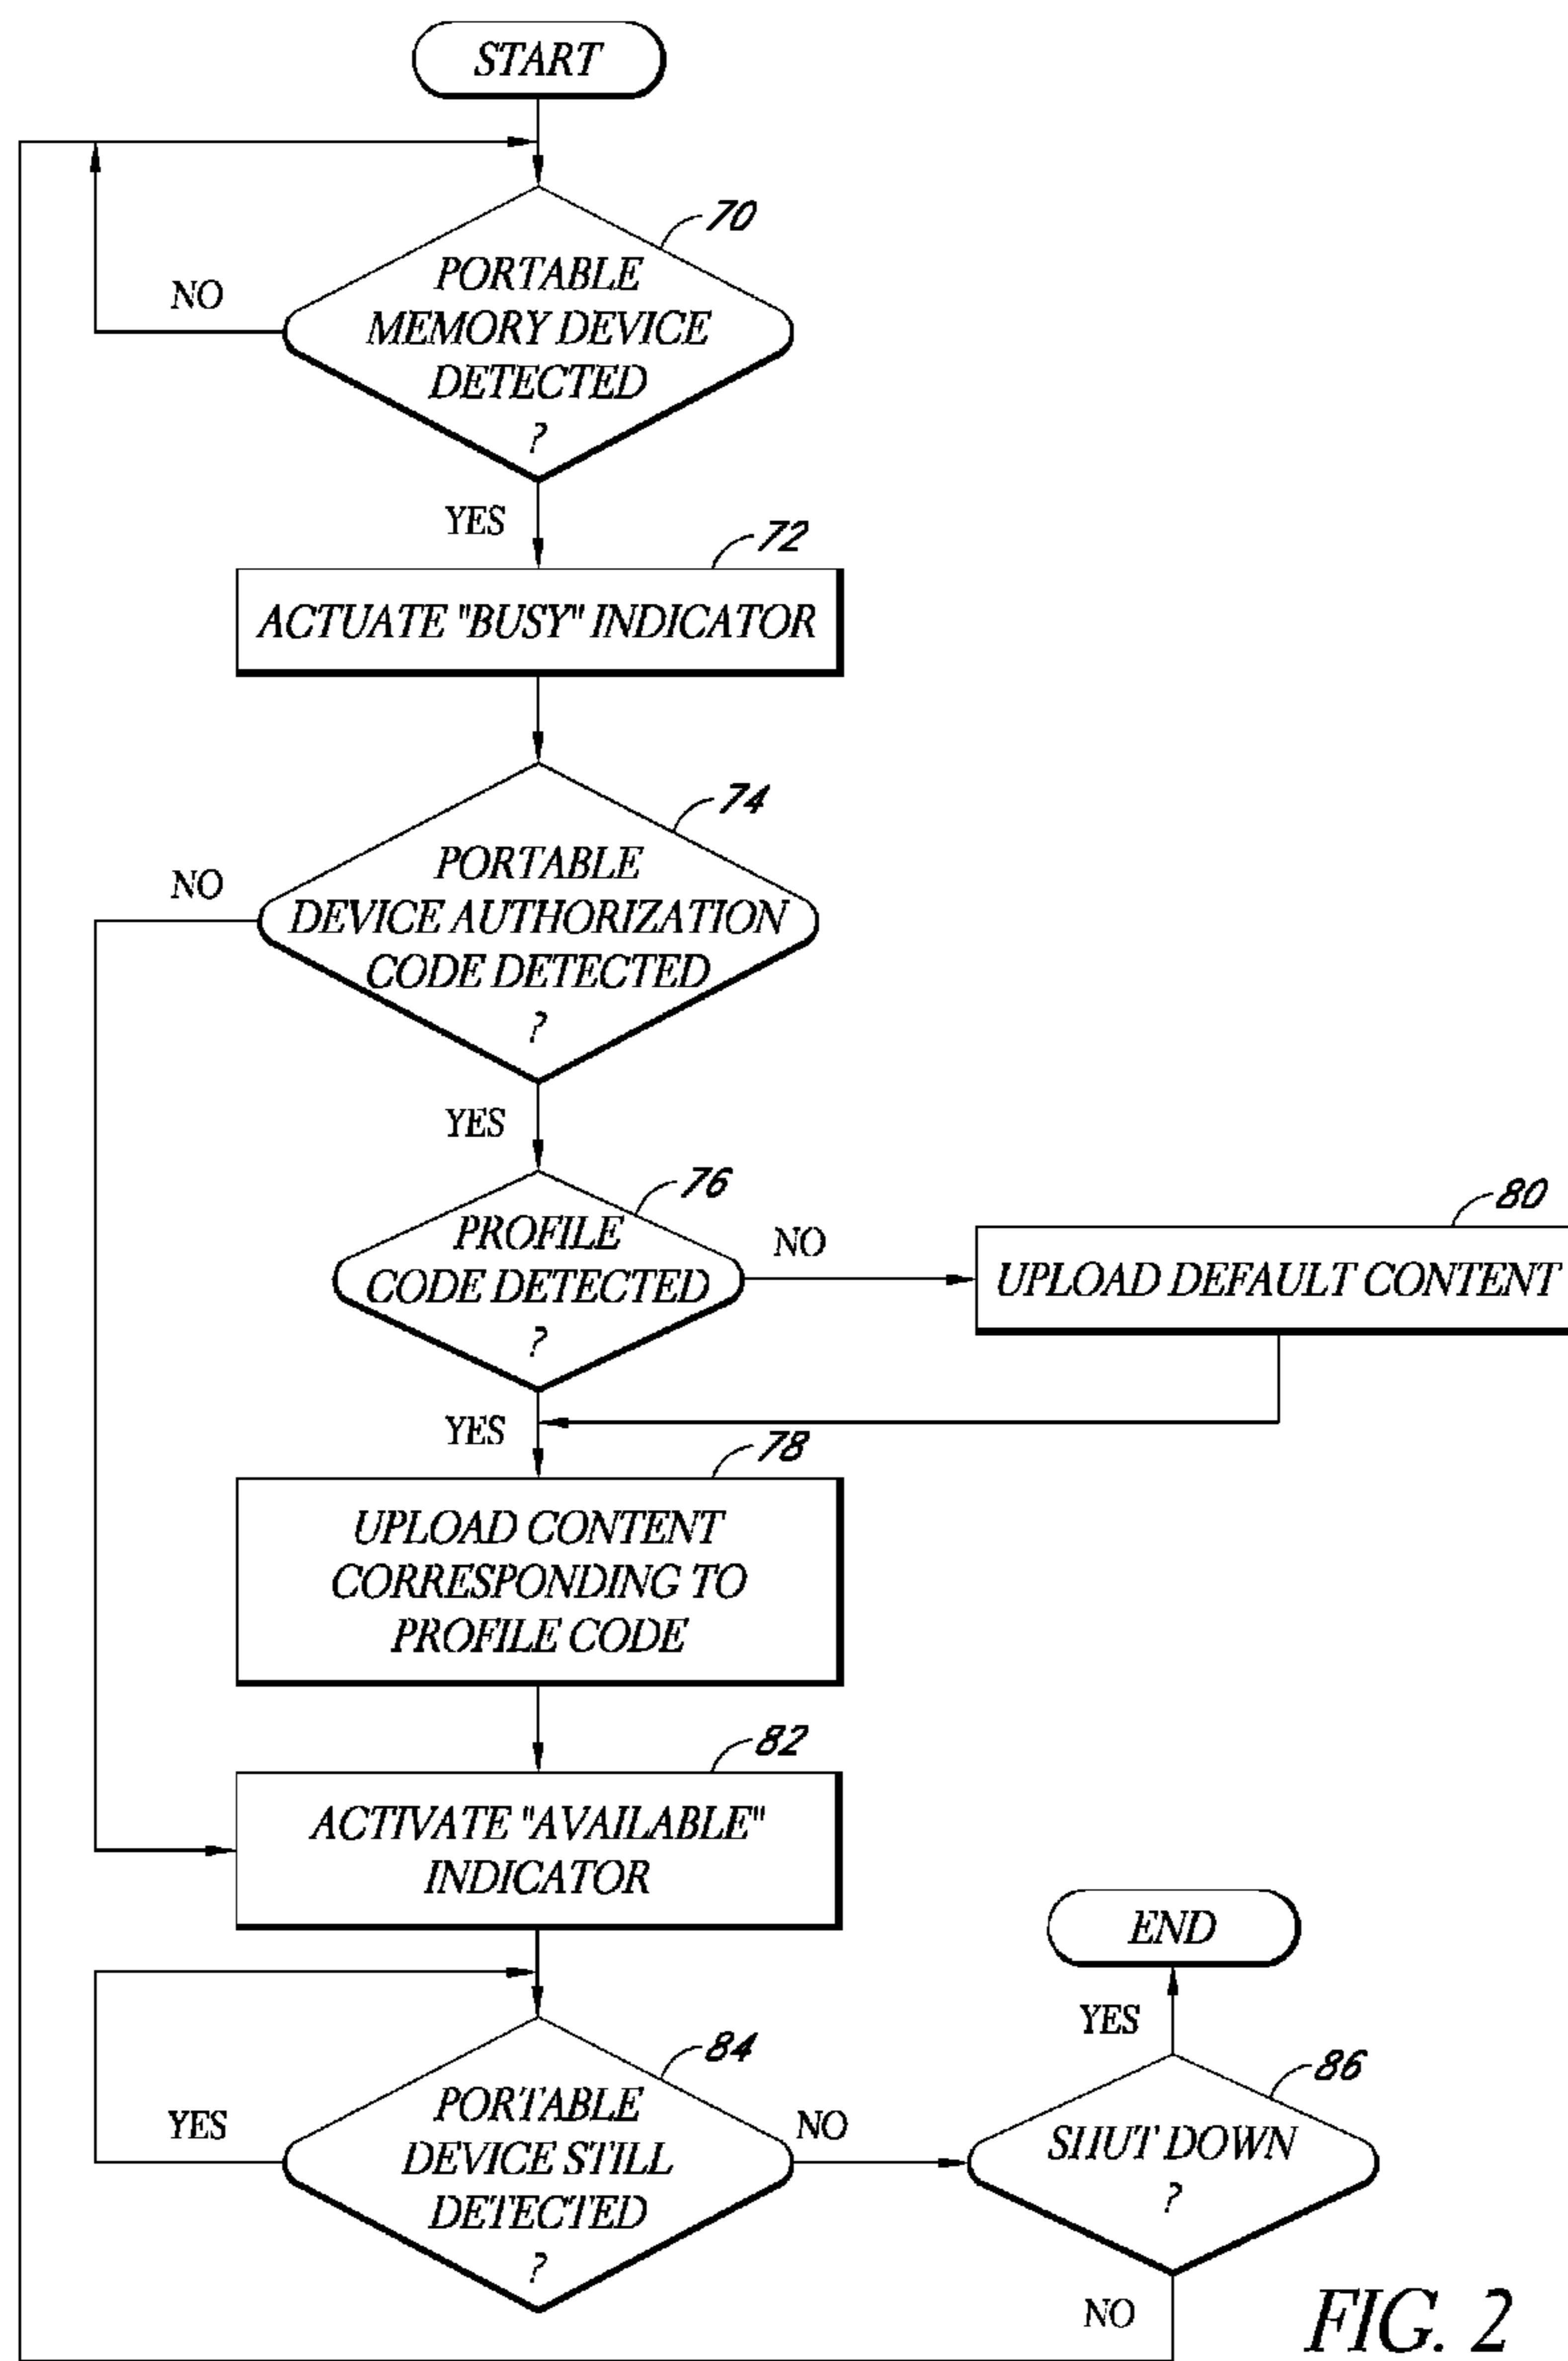 START
70
PORTABLE
MEMORY DEVICE
DETECTED
?
NO
YES
72
ACTUATE "BUSY" INDICATOR
74
PORTABLE
DEVICE AUTHORIZATION
CODE DETECTED
?
NO
YES
76
PROFILE
CODE DETECTED
?
NO
80
UPLOAD DEFAULT CONTENT
YES
78
UPLOAD CONTENT
CORRESPONDING TO
PROFILE CODE
82
ACTIVATE "AVAILABLE"
INDICATOR
84
PORTABLE
DEVICE STILL
DETECTED
?
YES
NO
86
SHUT DOWN
?
YES
END
NO
FIG. 2